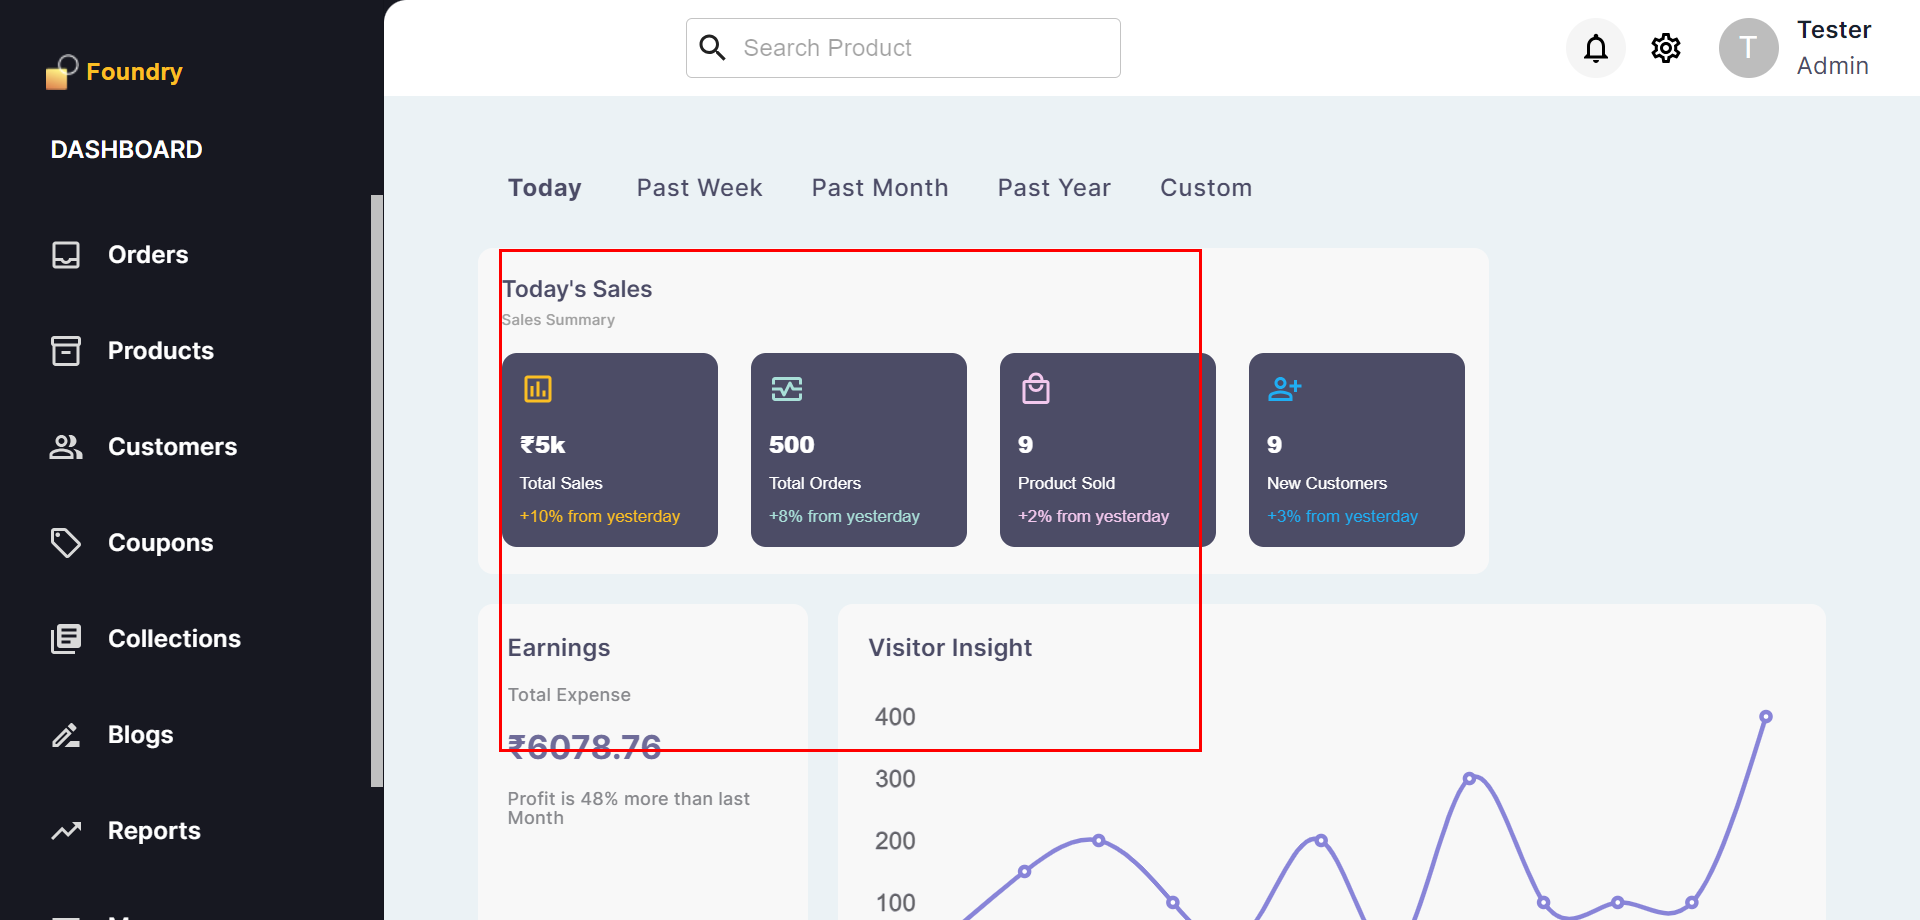 Foundry
DASHBOARD
Orders
Products
Customers
Coupons
Collections
Blogs
Reports
Search Product
T
Tester
Admin
Today Past Week Past Month Past Year Custom
Today's Sales
Sales Summary
₹5k
Total Sales
+10% from yesterday
500
Total Orders
+8% from yesterday
9
Product Sold
+2% from yesterday
9
New Customers
+3% from yesterday
Earnings
Total Expense
₹6078.76
Profit is 48% more than last
Month
Visitor Insight
400
300
200
100